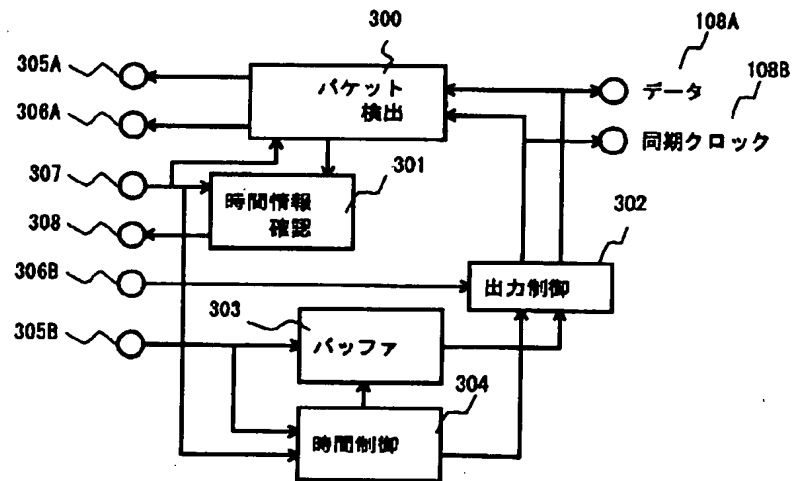 300
パケット
検出
108A
データ
108B
同期クロック
305A
306A
307
308
306B
305B
301
時間情報
確認
302
出力制御
303
バッファ
304
時間制御